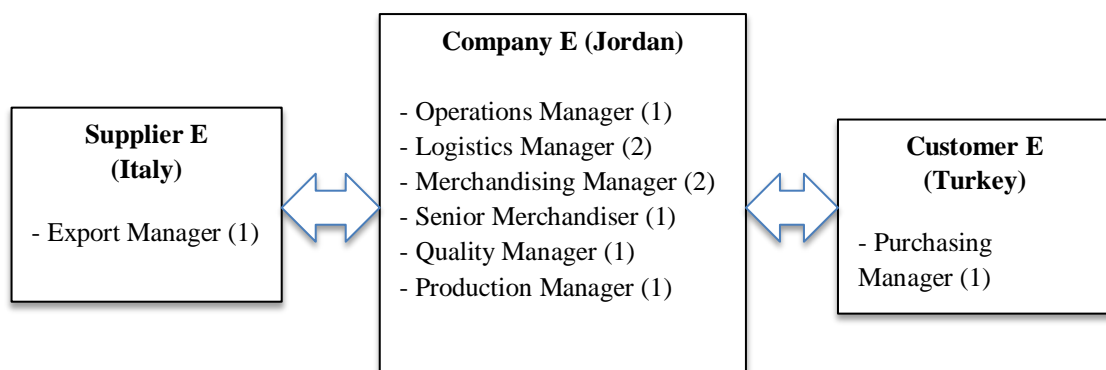 Supplier E
(Italy)
- Export Manager (1)
Company E (Jordan)
- Operations Manager (1)
- Logistics Manager (2)
- Merchandising Manager (2)
- Senior Merchandiser (1)
- Quality Manager (1)
- Production Manager (1)
Customer E
(Turkey)
- Purchasing
Manager (1)